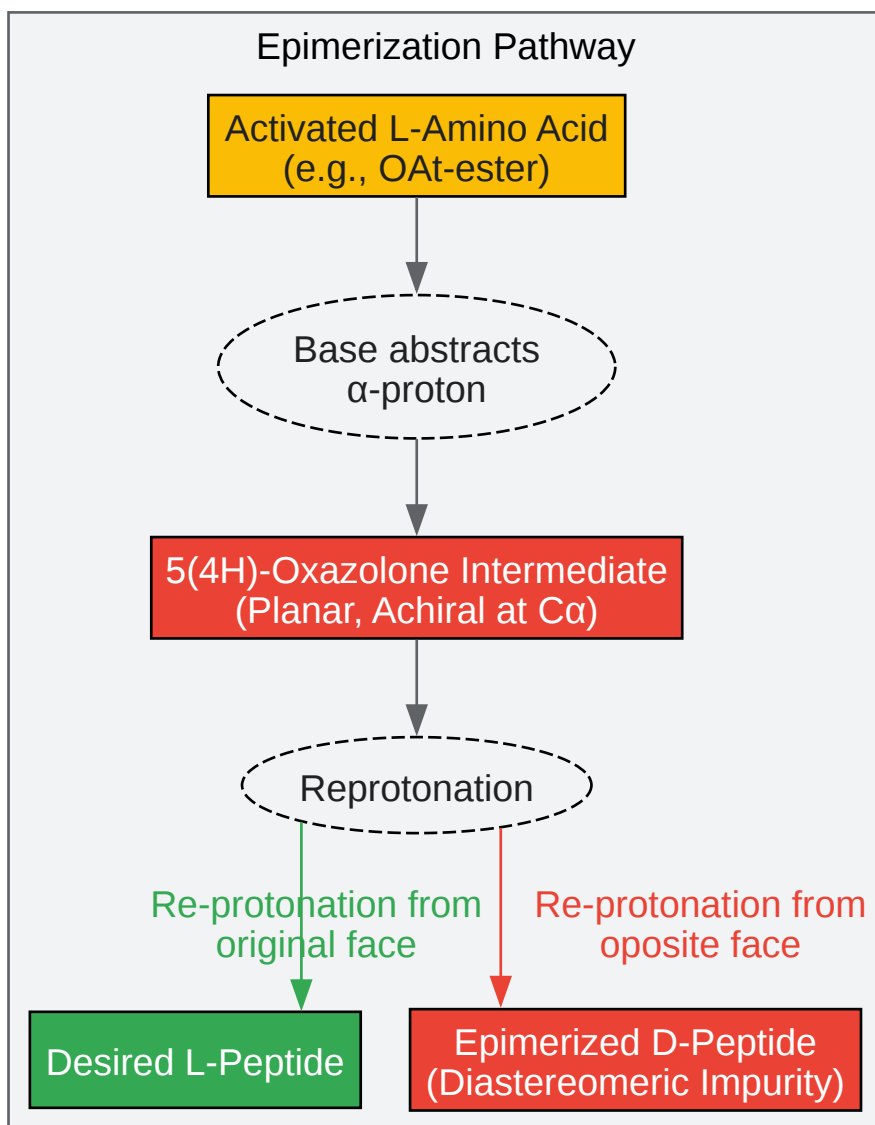 Epimerization Pathway
Activated L-Amino Acid
(e.g., OAt-ester)
Base abstracts
α-proton
5(4H)-Oxazolone Intermediate
(Planar, Achiral at Cα)
Reprotonation
Re-protonation from
original face
Re-protonation from
opposite face
Desired L-Peptide
Epimerized D-Peptide
(Diastereomeric Impurity)